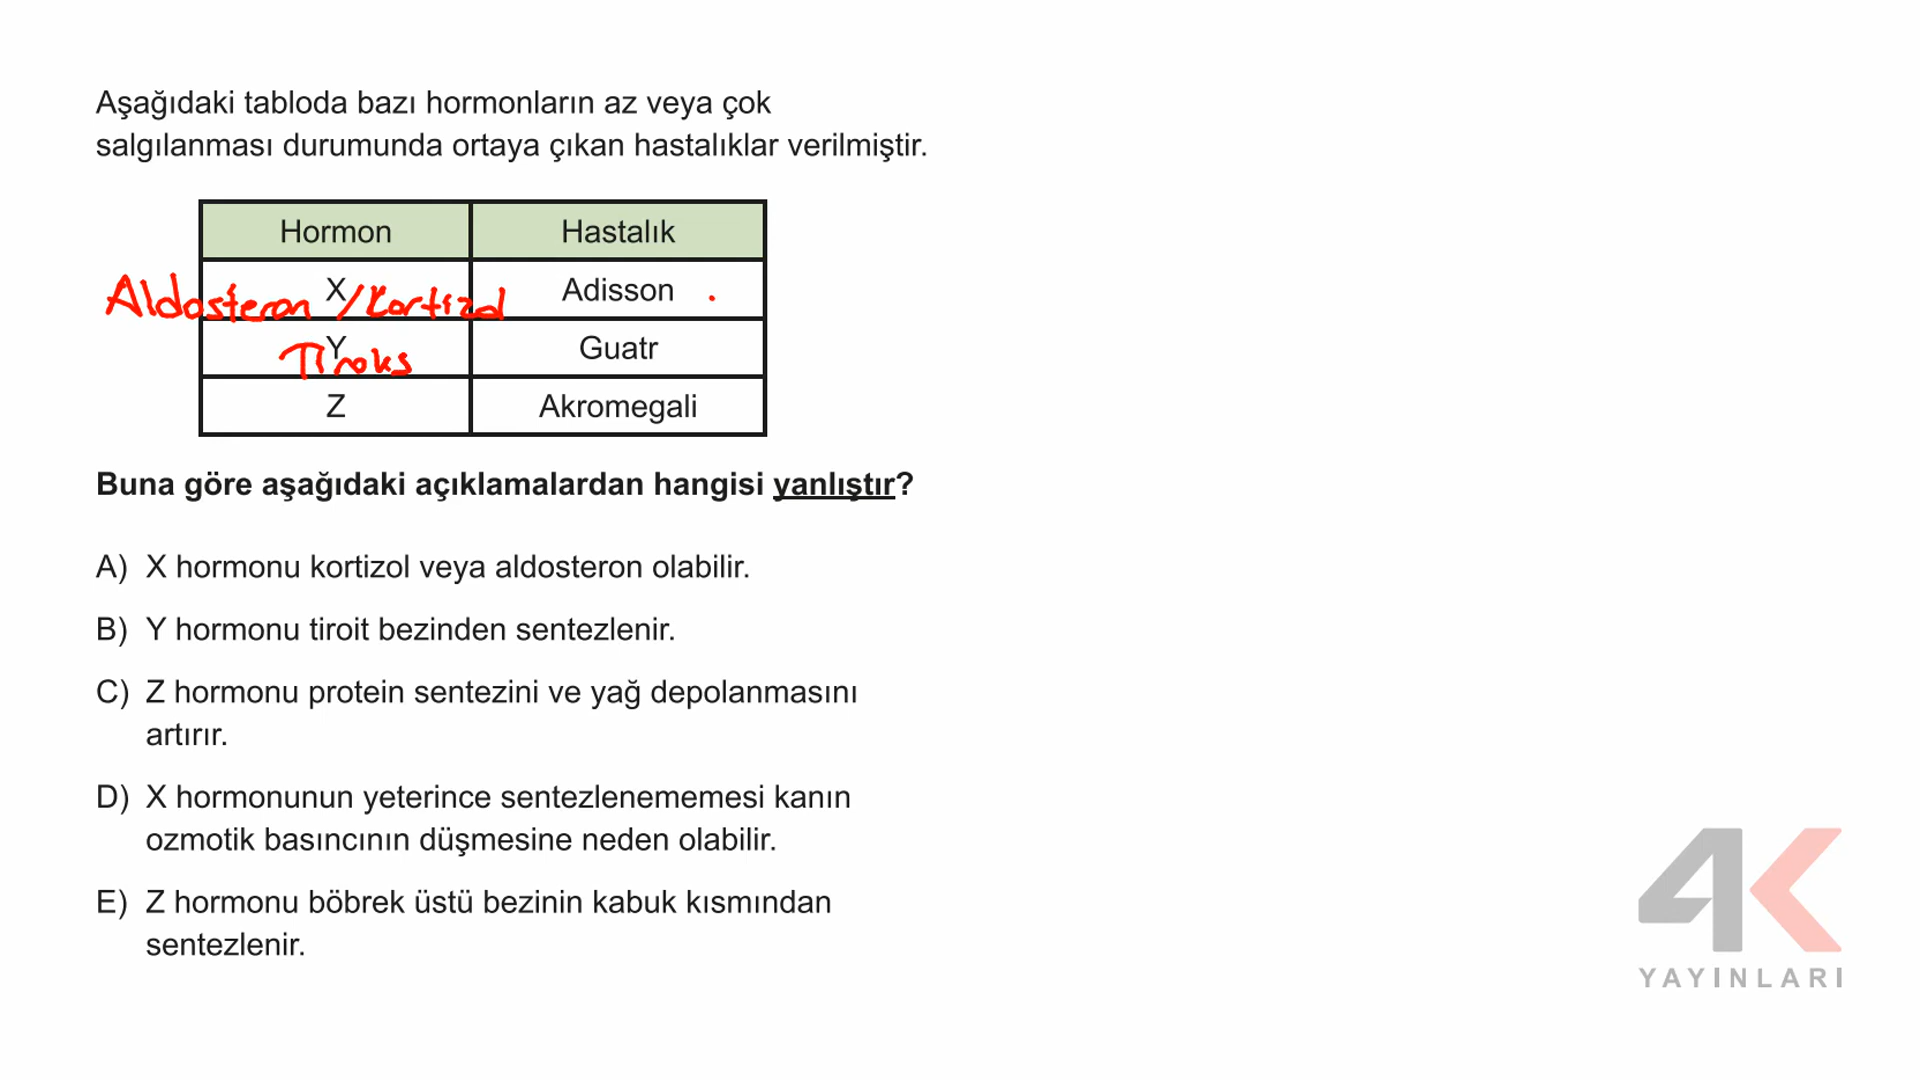 Aşağıdaki tabloda bazı hormonların az veya çok
salgılanması durumunda ortaya çıkan hastalıklar verilmiştir.
Hormon Hastalık
X Adisson
Aldosteron /Kortizol
Y Guatr
Tiroks
Z Akromegali
Buna göre aşağıdaki açıklamalardan hangisi yanlıştır?
A) X hormonu kortizol veya aldosteron olabilir.
B) Y hormonu tiroit bezinden sentezlenir.
C) Z hormonu protein sentezini ve yağ depolanmasını
artırır.
D) X hormonunun yeterince sentezlenememesi kanın
ozmotik basıncının düşmesine neden olabilir.
E) Z hormonu böbrek üstü bezinin kabuk kısmından
sentezlenir.
4K
YAYINLARI